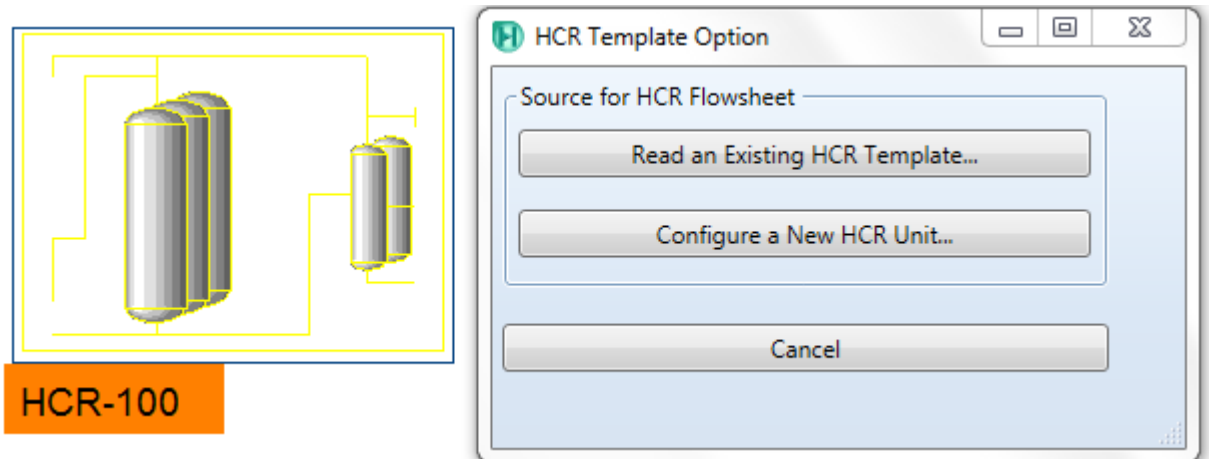 HCR-100
HCR Template Option
Source for HCR Flowsheet
Read an Existing HCR Template...
Configure a New HCR Unit...
Cancel